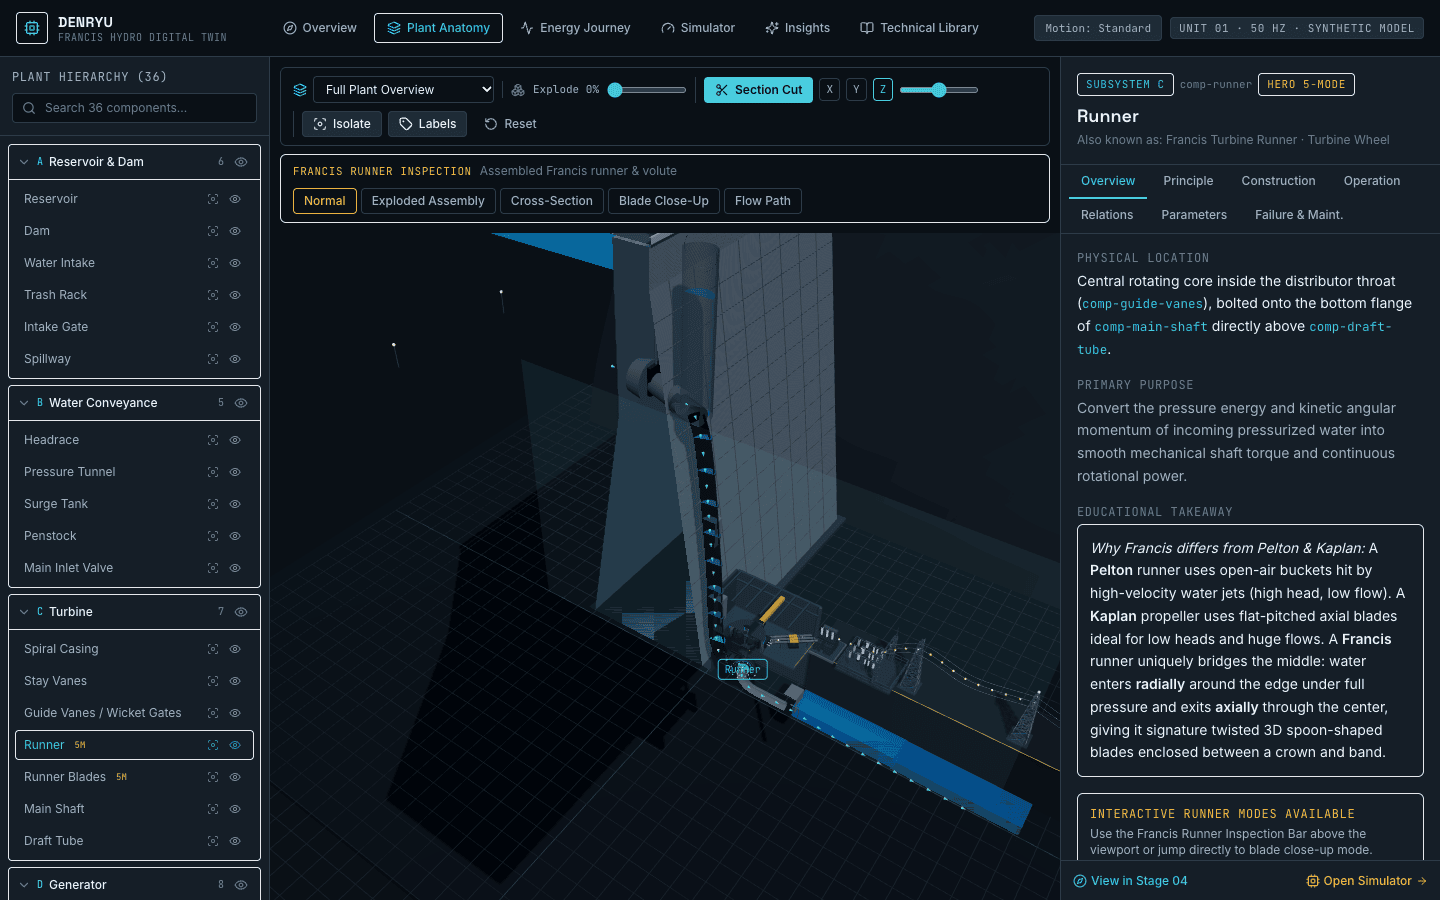 DENRYU
FRANCIS HYDRO DIGITAL TWIN
Overview
Plant Anatomy
Energy Journey
Simulator
Insights
Technical Library
Motion: Standard
UNIT 01 · 50 HZ · SYNTHETIC MODEL
PLANT HIERARCHY (36)
Search 36 components...
A Reservoir & Dam 6
Reservoir
Dam
Water Intake
Trash Rack
Intake Gate
Spillway
B Water Conveyance 5
Headrace
Pressure Tunnel
Surge Tank
Penstock
Main Inlet Valve
C Turbine 7
Spiral Casing
Stay Vanes
Guide Vanes / Wicket Gates
Runner 5M
Runner Blades 5M
Main Shaft
Draft Tube
D Generator 8
Full Plant Overview
Explode 0%
Section Cut
X Y Z
Isolate
Labels
Reset
FRANCIS RUNNER INSPECTION Assembled Francis runner & volute
Normal
Exploded Assembly
Cross-Section
Blade Close-Up
Flow Path
Runner
SUBSYSTEM C comp-runner HERO 5-MODE
Runner
Also known as: Francis Turbine Runner · Turbine Wheel
Overview Principle Construction Operation
Relations Parameters Failure & Maint.
PHYSICAL LOCATION
Central rotating core inside the distributor throat
(comp-guide-vanes), bolted onto the bottom flange
of comp-main-shaft directly above comp-draft-
tube.
PRIMARY PURPOSE
Convert the pressure energy and kinetic angular
momentum of incoming pressurized water into
smooth mechanical shaft torque and continuous
rotational power.
EDUCATIONAL TAKEAWAY
Why Francis differs from Pelton & Kaplan: A
Pelton runner uses open-air buckets hit by
high-velocity water jets (high head, low flow). A
Kaplan propeller uses flat-pitched axial blades
ideal for low heads and huge flows. A Francis
runner uniquely bridges the middle: water
enters radially around the edge under full
pressure and exits axially through the center,
giving it signature twisted 3D spoon-shaped
blades enclosed between a crown and band.
INTERACTIVE RUNNER MODES AVAILABLE
Use the Francis Runner Inspection Bar above the
viewport or jump directly to blade close-up mode.
View in Stage 04
Open Simulator →